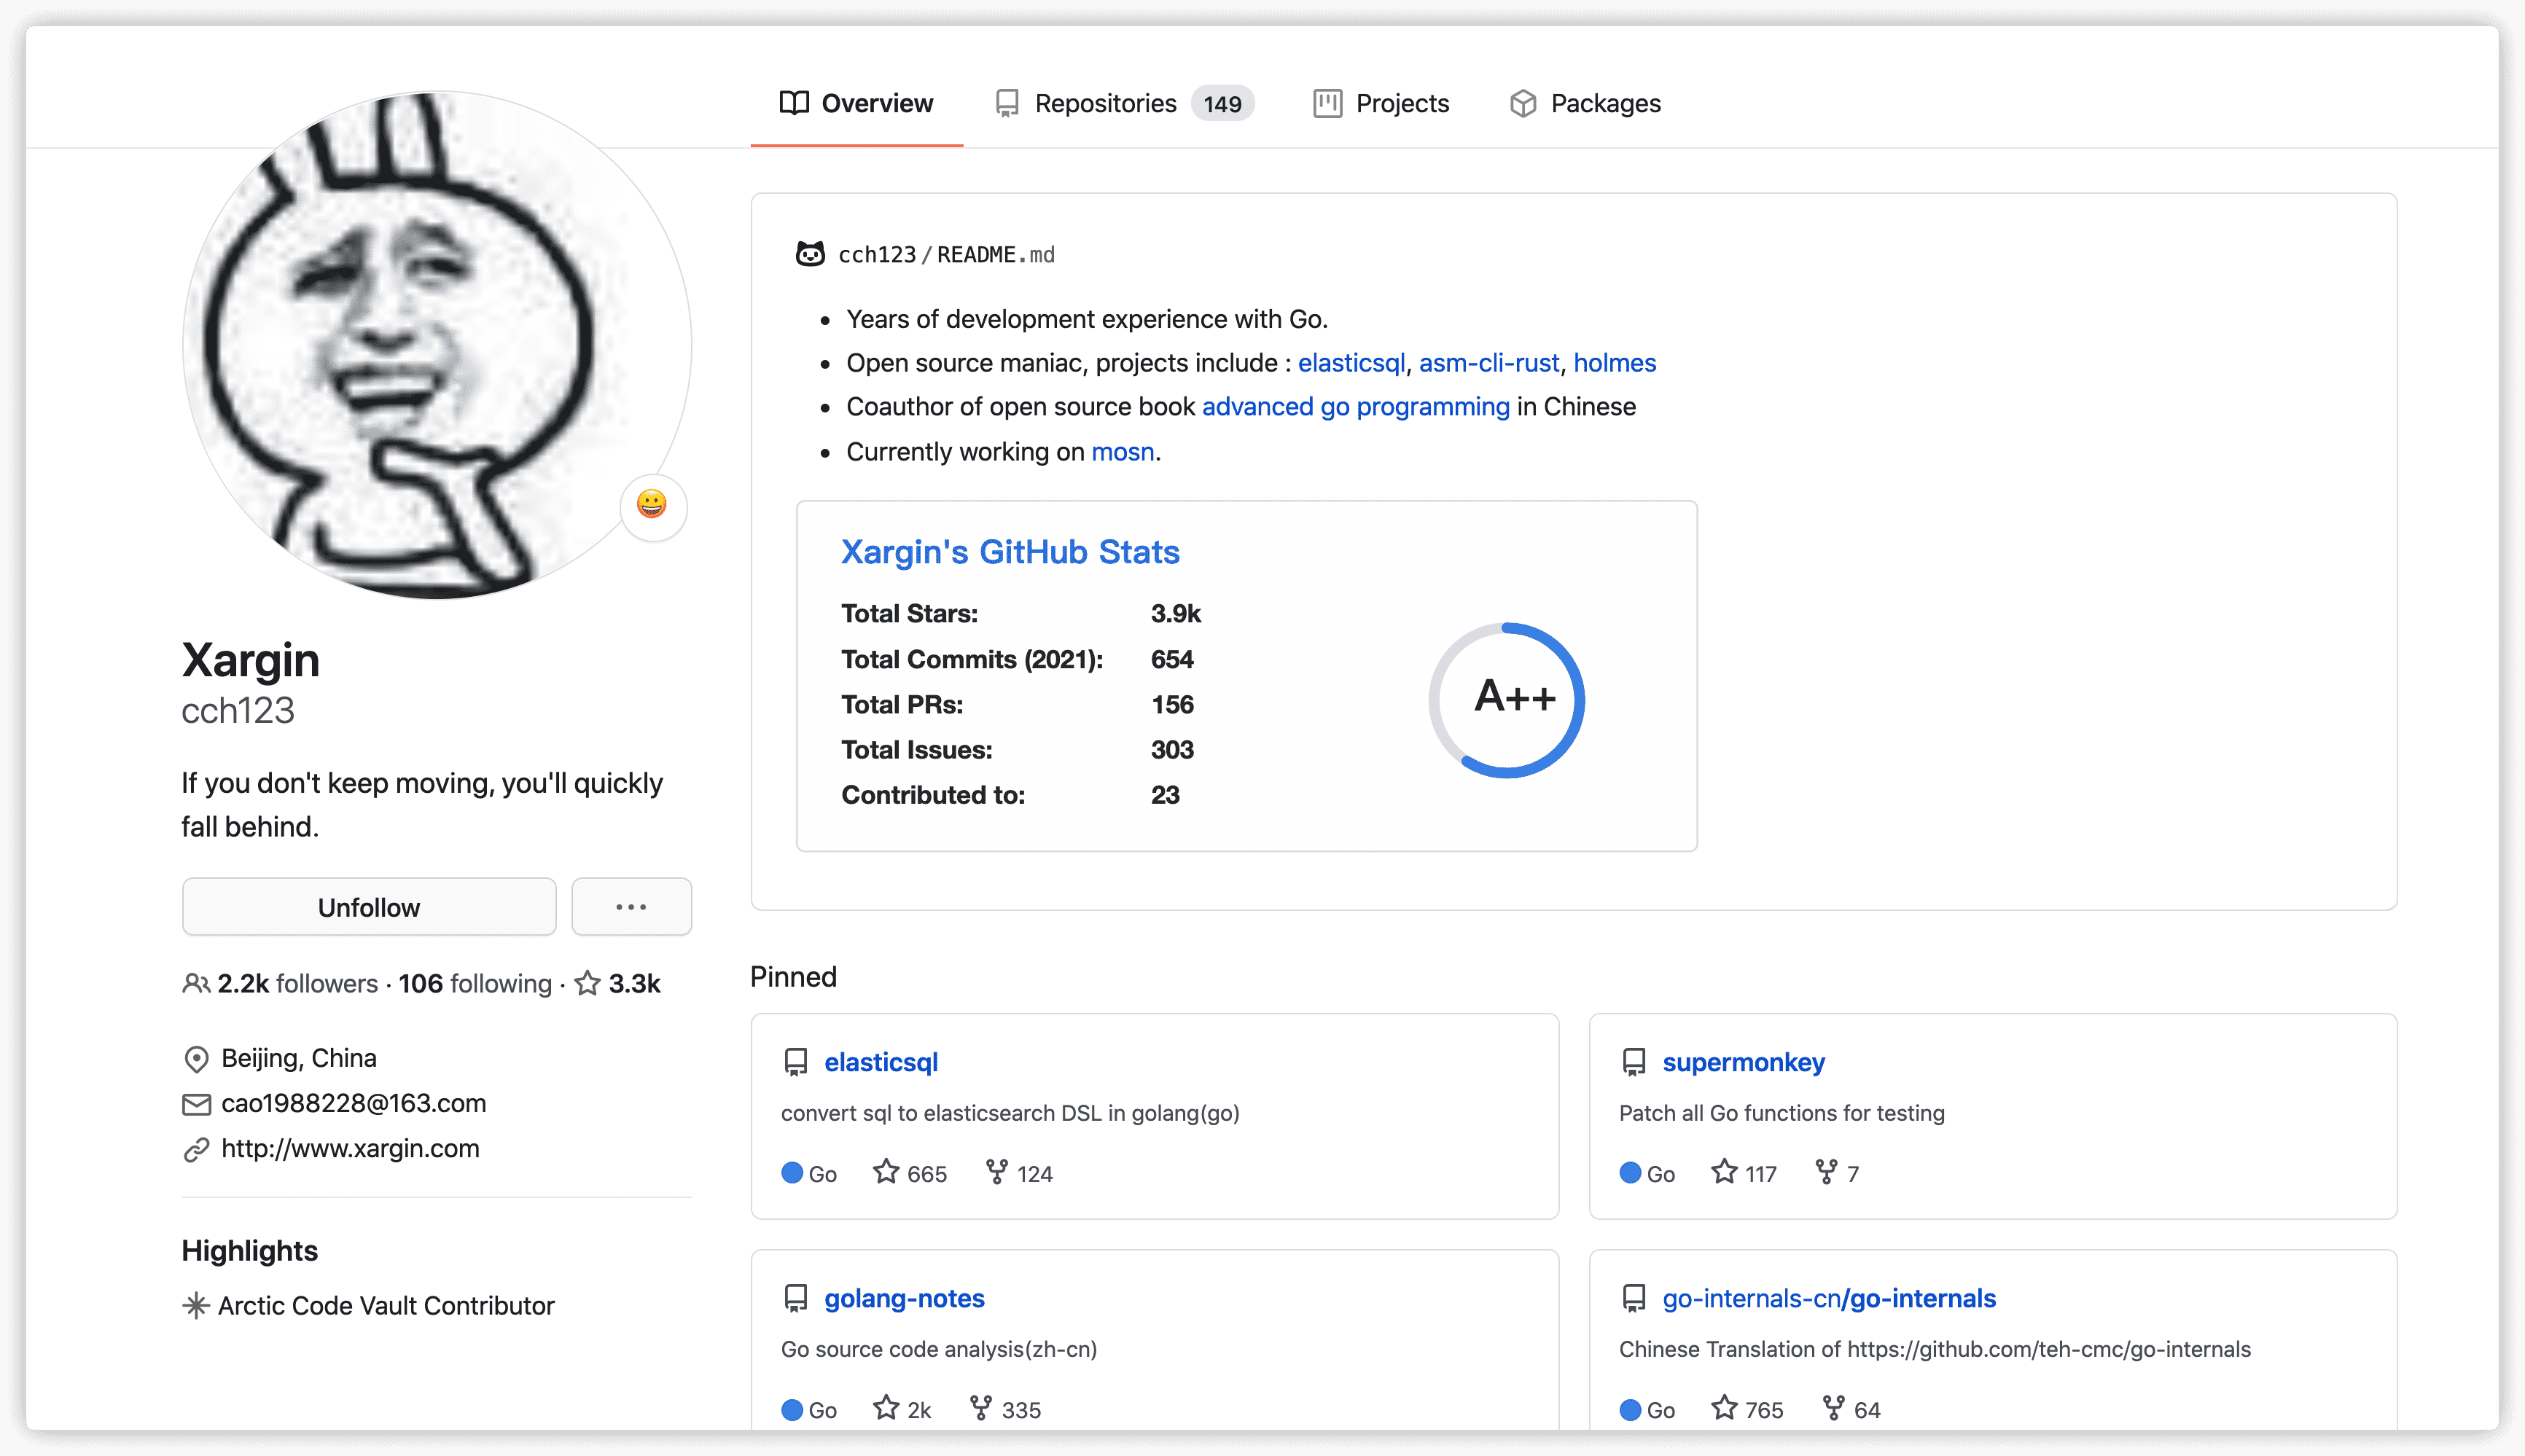 Overview Repositories 149 Projects Packages
cch123/README.md
Years of development experience with Go.
Open source maniac, projects include : elasticsql, asm-cli-rust, holmes
Coauthor of open source book advanced go programming in Chinese
Currently working on mosn.
Xargin's GitHub Stats
Total Stars: 3.9k
Total Commits (2021): 654
Total PRs: 156
Total Issues: 303
Contributed to: 23
A++
Xargin
cch123
If you don't keep moving, you'll quickly
fall behind.
Unfollow ...
2.2k followers · 106 following · 3.3k
Beijing, China
cao1988228@163.com
http://www.xargin.com
Highlights
Arctic Code Vault Contributor
Pinned
elasticsql
convert sql to elasticsearch DSL in golang(go)
Go 665 124
supermonkey
Patch all Go functions for testing
Go 117 7
golang-notes
Go source code analysis(zh-cn)
Go 2k 335
go-internals-cn/go-internals
Chinese Translation of https://github.com/teh-cmc/go-internals
Go 765 64